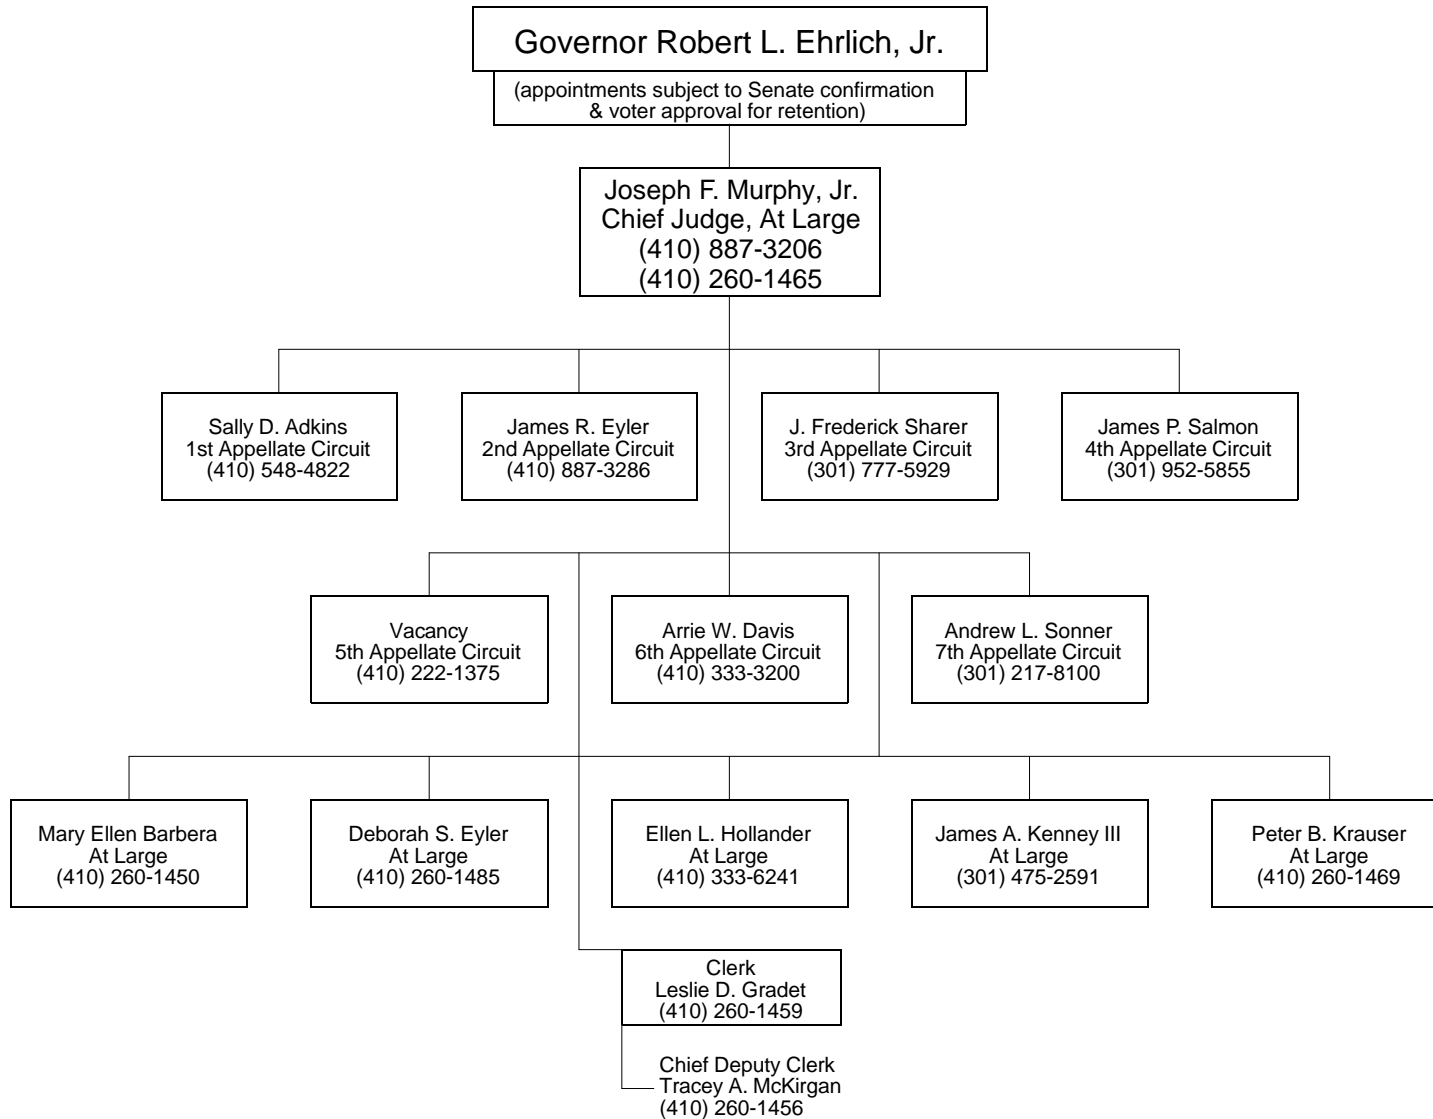 Governor Robert L. Ehrlich, Jr.
(appointments subject to Senate confirmation
& voter approval for retention)
Joseph F. Murphy, Jr.
Chief Judge, At Large
(410) 887-3206
(410) 260-1465
Sally D. Adkins
1st Appellate Circuit
(410) 548-4822
James R. Eyler
2nd Appellate Circuit
(410) 887-3286
J. Frederick Sharer
3rd Appellate Circuit
(301) 777-5929
James P. Salmon
4th Appellate Circuit
(301) 952-5855
Vacancy
5th Appellate Circuit
(410) 222-1375
Arrie W. Davis
6th Appellate Circuit
(410) 333-3200
Andrew L. Sonner
7th Appellate Circuit
(301) 217-8100
Mary Ellen Barbera
At Large
(410) 260-1450
Deborah S. Eyler
At Large
(410) 260-1485
Ellen L. Hollander
At Large
(410) 333-6241
James A. Kenney III
At Large
(301) 475-2591
Peter B. Krauser
At Large
(410) 260-1469
Clerk
Leslie D. Gradet
(410) 260-1459
Chief Deputy Clerk
Tracey A. McKirgan
(410) 260-1456